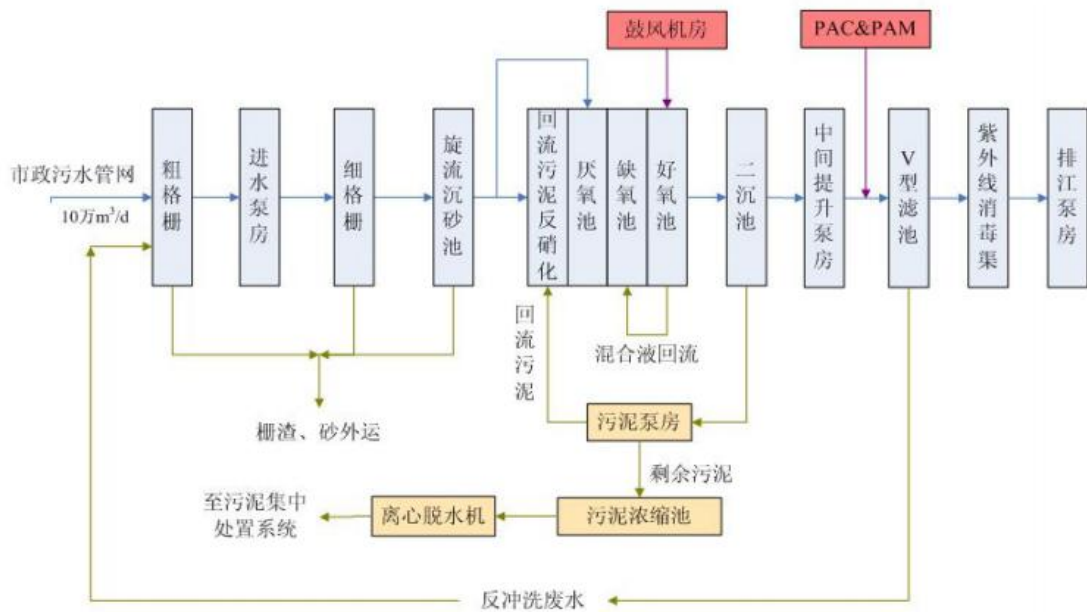 鼓风机房
PAC&PAM
市政污水管网
10万m³/d
粗格栅
进水泵房
细格栅
旋流沉砂池
回流污泥反硝化
厌氧池
缺氧池
好氧池
二沉池
中间提升泵房
V型滤池
紫外线消毒渠
排江泵房
回流污泥
混合液回流
栅渣、砂外运
污泥泵房
剩余污泥
至污泥集中
处置系统
离心脱水机
污泥浓缩池
反冲洗废水